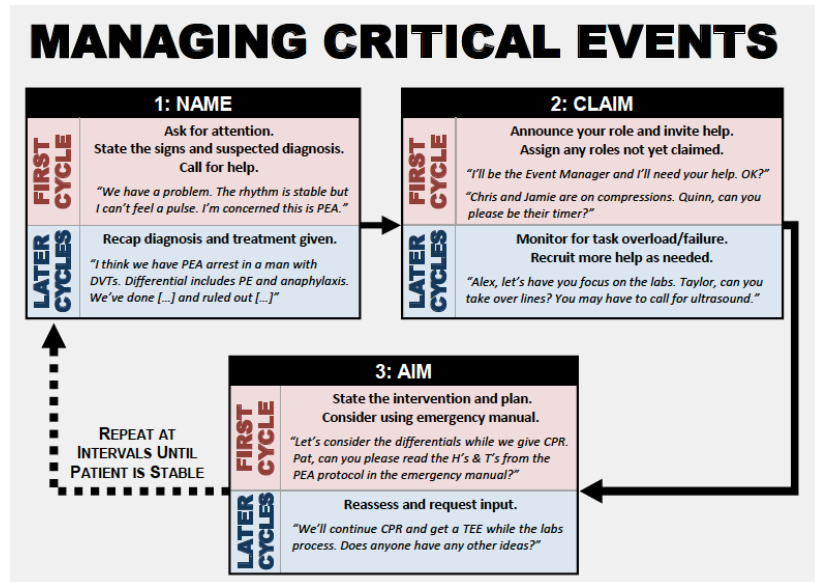 MANAGING CRITICAL EVENTS
1: NAME
FIRST
CYCLE
Ask for attention.
State the signs and suspected diagnosis.
Call for help.
“We have a problem. The rhythm is stable but
I can’t feel a pulse. I’m concerned this is PEA.”
LATER
CYCLES
Recap diagnosis and treatment given.
“I think we have PEA arrest in a man with
DVTs. Differential includes PE and anaphylaxis.
We’ve done [...] and ruled out [...]”
2: CLAIM
FIRST
CYCLE
Announce your role and invite help.
Assign any roles not yet claimed.
“I’ll be the Event Manager and I’ll need your help. OK?”
“Chris and Jamie are on compressions. Quinn, can you
please be their timer?”
LATER
CYCLES
Monitor for task overload/failure.
Recruit more help as needed.
“Alex, let’s have you focus on the labs. Taylor, can you
take over lines? You may have to call for ultrasound.”
3: AIM
FIRST
CYCLE
State the intervention and plan.
Consider using emergency manual.
“Let’s consider the differentials while we give CPR.
Pat, can you please read the H’s & T’s from the
PEA protocol in the emergency manual?”
LATER
CYCLES
Reassess and request input.
“We’ll continue CPR and get a TEE while the labs
process. Does anyone have any other ideas?”
REPEAT AT
INTERVALS UNTIL
PATIENT IS STABLE